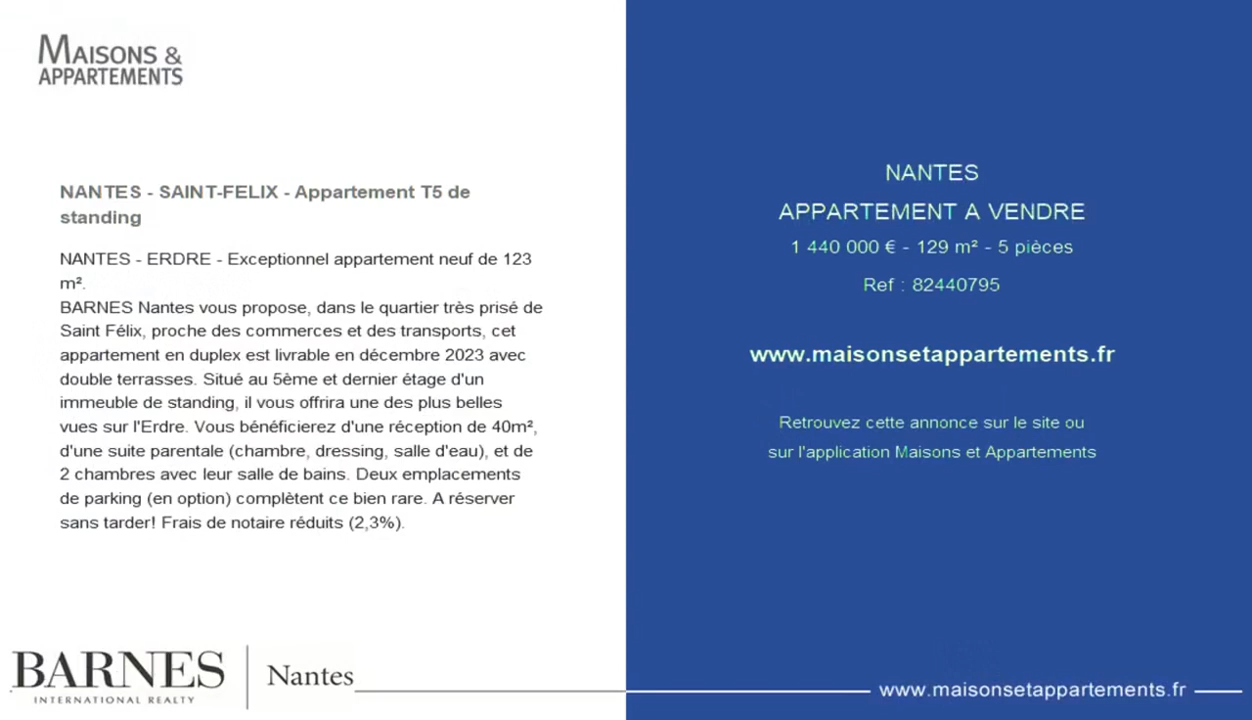 MAISONS &
APPARTEMENTS
NANTES - SAINT-FELIX - Appartement T5 de
standing
NANTES - ERDRE - Exceptionnel appartement neuf de 123
m².
BARNES Nantes vous propose, dans le quartier très prisé de
Saint Félix, proche des commerces et des transports, cet
appartement en duplex est livrable en décembre 2023 avec
double terrasses. Situé au 5ème et dernier étage d'un
immeuble de standing, il vous offrira une des plus belles
vues sur l'Erdre. Vous bénéficierez d'une réception de 40m²,
d'une suite parentale (chambre, dressing, salle d'eau), et de
2 chambres avec leur salle de bains. Deux emplacements
de parking (en option) complètent ce bien rare. A réserver
sans tarder! Frais de notaire réduits (2,3%).
BARNES
INTERNATIONAL REALTY
Nantes
NANTES
APPARTEMENT A VENDRE
1 440 000 € - 129 m² - 5 pièces
Ref : 82440795
www.maisonsetappartements.fr
Retrouvez cette annonce sur le site ou
sur l'application Maisons et Appartements
www.maisonsetappartements.fr